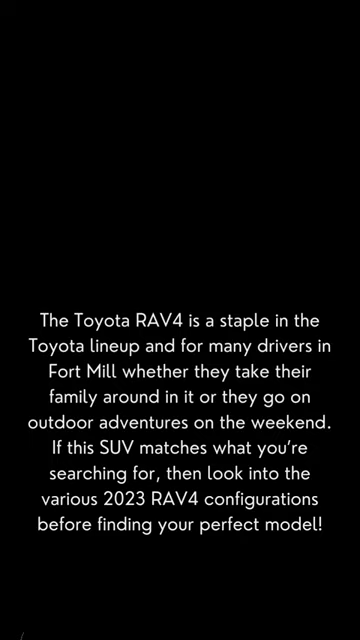 The Toyota RAV4 is a staple in the
Toyota lineup and for many drivers in
Fort Mill whether they take their
family around in it or they go on
outdoor adventures on the weekend.
If this SUV matches what you're
searching for, then look into the
various 2023 RAV4 configurations
before finding your perfect model!